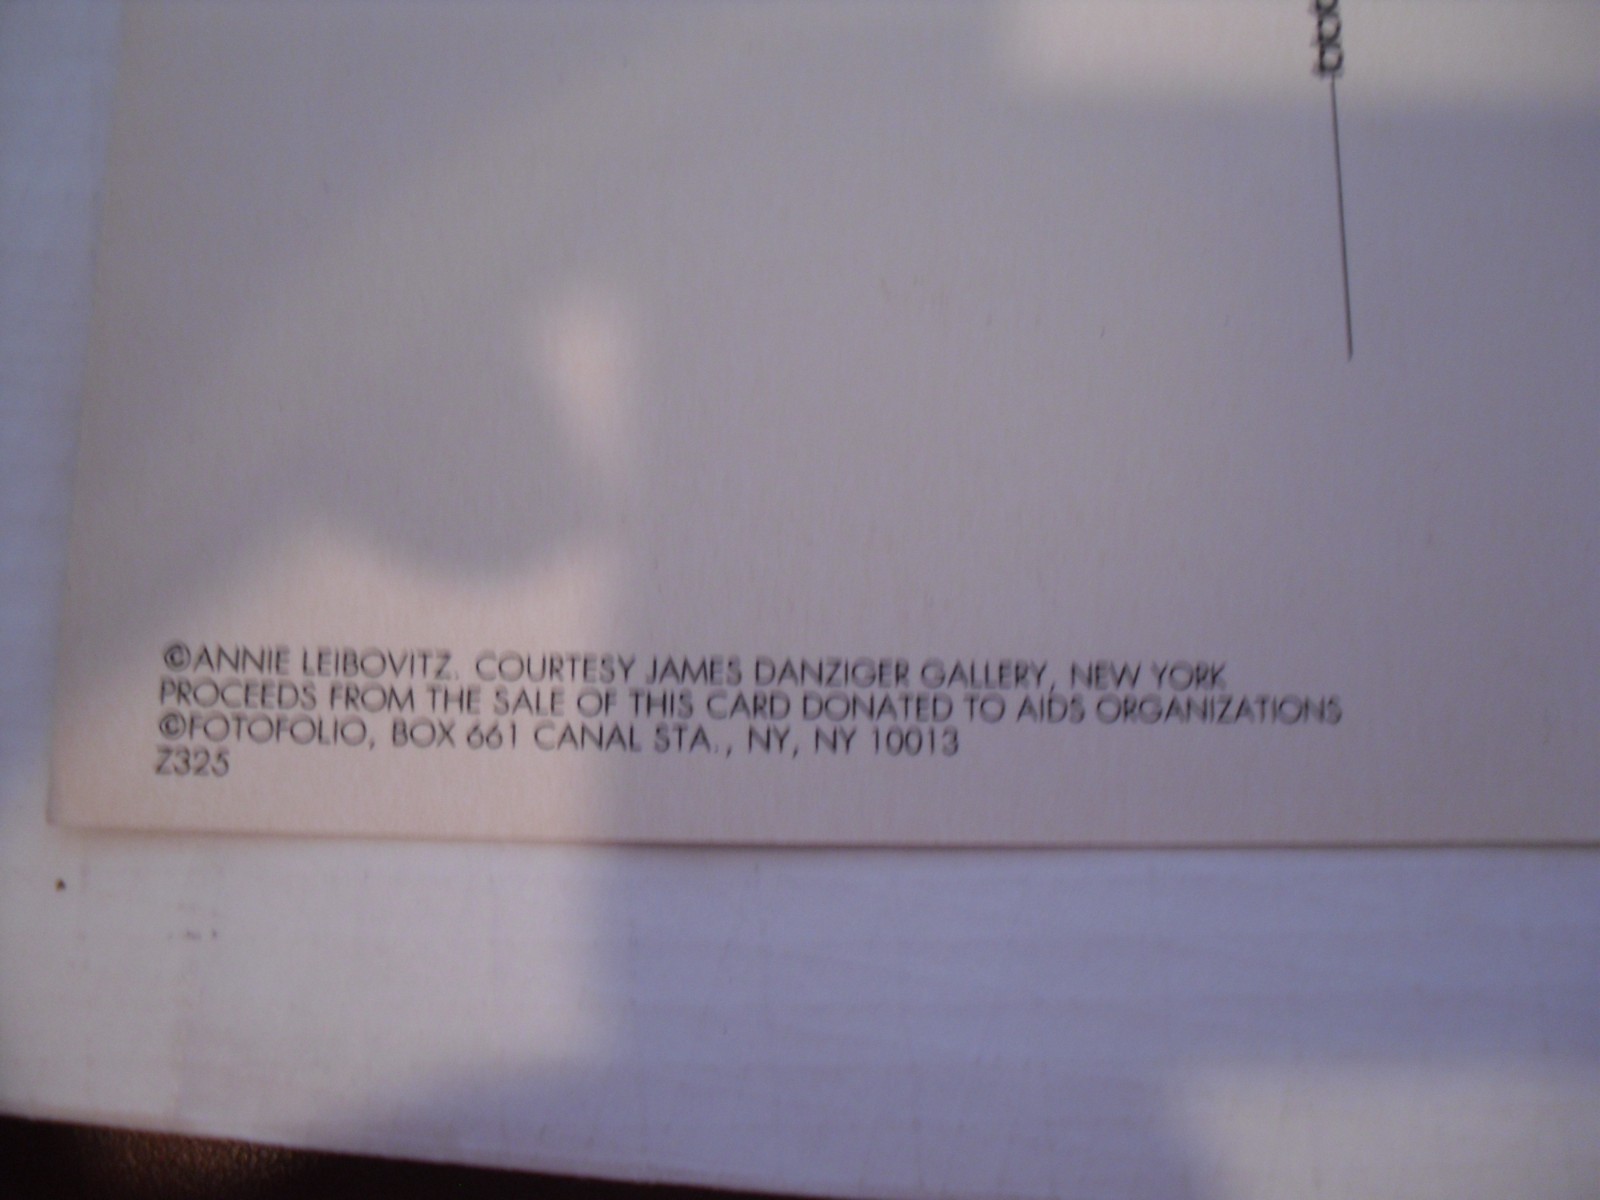 ©ANNIE LEIBOVITZ. COURTESY JAMES DANZIGER GALLERY, NEW YORK
PROCEEDS FROM THE SALE OF THIS CARD DONATED TO AIDS ORGANIZATIONS
©FOTOFOLIO, BOX 661 CANAL STA., NY, NY 10013
Z325